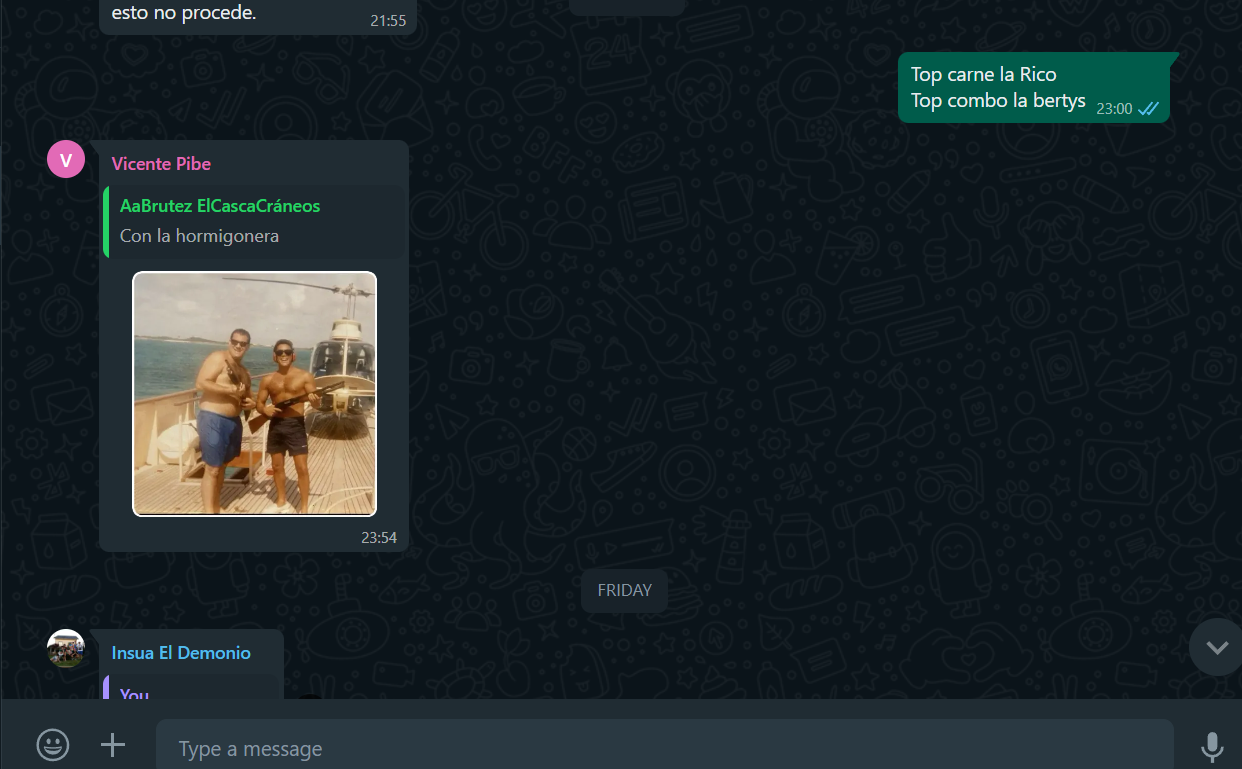 esto no procede.
21:55
Top carne la Rico
Top combo la bertys 23:00
V
Vicente Pibe
AaBrutez ElCascaCráneos
Con la hormigonera
23:54
FRIDAY
Insua El Demonio
You
Type a message